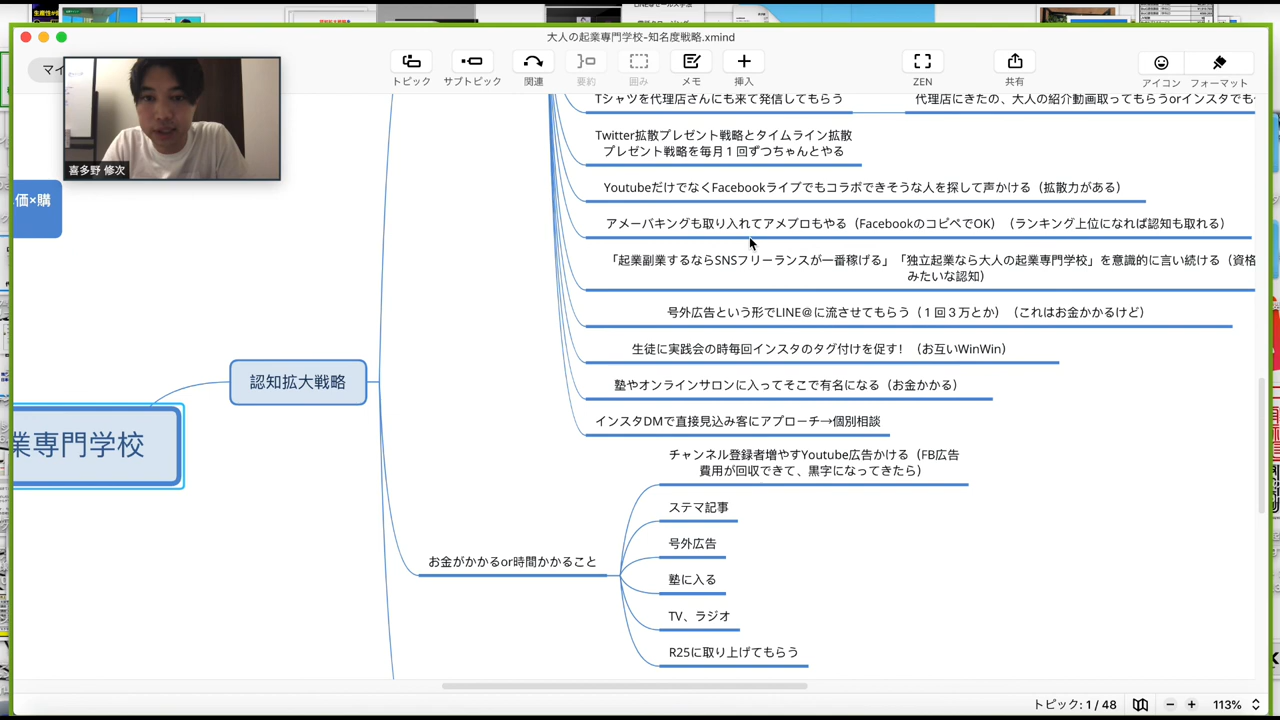 大人の起業専門学校-知名度戦略.xmind
マイ
トピック
サブトピック
関連
要約
囲み
メモ
挿入
ZEN
共有
アイコン
フォーマット
喜多野 修次
Tシャツを代理店さんにも来て発信してもらう
代理店にきたの、大人の紹介動画取ってもらうorインスタでも
Twitter拡散プレゼント戦略とタイムライン拡散
プレゼント戦略を毎月１回ずつちゃんとやる
YoutubeだけでなくFacebookライブでもコラボできそうな人を探して声かける（拡散力がある）
価×購
アメーバキングも取り入れてアメブロもやる（FacebookのコピペでOK）（ランキング上位になれば認知も取れる）
「起業副業するならSNSフリーランスが一番稼げる」「独立起業なら大人の起業専門学校」を意識的に言い続ける（資格
みたいな認知）
号外広告という形でLINE@に流させてもらう（１回３万とか）（これはお金かかるけど）
生徒に実践会の時毎回インスタのタグ付けを促す！（お互いWinWin）
塾やオンラインサロンに入ってそこで有名になる（お金かかる）
インスタDMで直接見込み客にアプローチ→個別相談
認知拡大戦略
業専門学校
チャンネル登録者増やすYoutube広告かける（FB広告
費用が回収できて、黒字になってきたら）
ステマ記事
号外広告
お金がかかるor時間かかること
塾に入る
TV、ラジオ
R25に取り上げてもらう
トピック: 1 / 48
113%